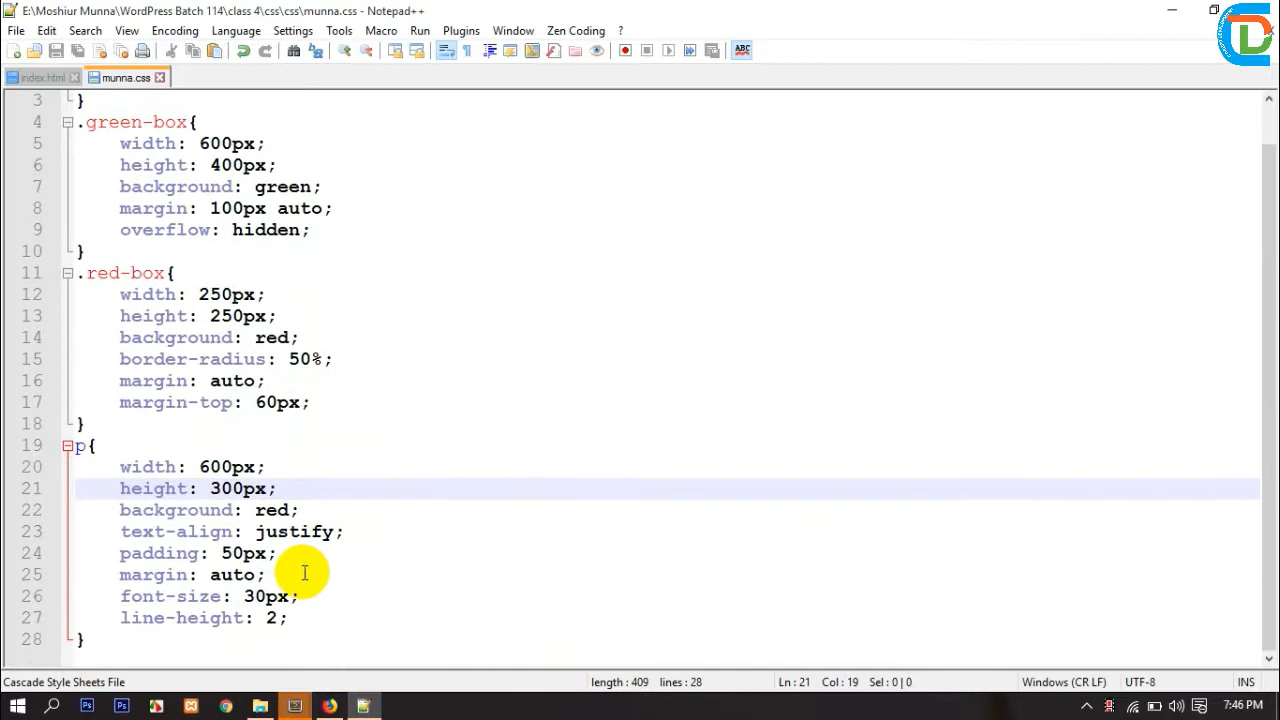 E:\Moshiur Munna\WordPress Batch 114\class 4\css\css\munna.css - Notepad++
File Edit Search View Encoding Language Settings Tools Macro Run Plugins Window Zen Coding ?
ABC
index.html munna.css
3 }
4 .green-box{
5 width: 600px;
6 height: 400px;
7 background: green;
8 margin: 100px auto;
9 overflow: hidden;
10 }
11 .red-box{
12 width: 250px;
13 height: 250px;
14 background: red;
15 border-radius: 50%;
16 margin: auto;
17 margin-top: 60px;
18 }
19 p{
20 width: 600px;
21 height: 300px;
22 background: red;
23 text-align: justify;
24 padding: 50px;
25 margin: auto;
26 font-size: 30px;
27 line-height: 2;
28 }
Cascade Style Sheets File length : 409 lines : 28 Ln : 21 Col : 19 Sel : 0 | 0 Windows (CR LF) UTF-8 INS
Ps Ps 7:46 PM